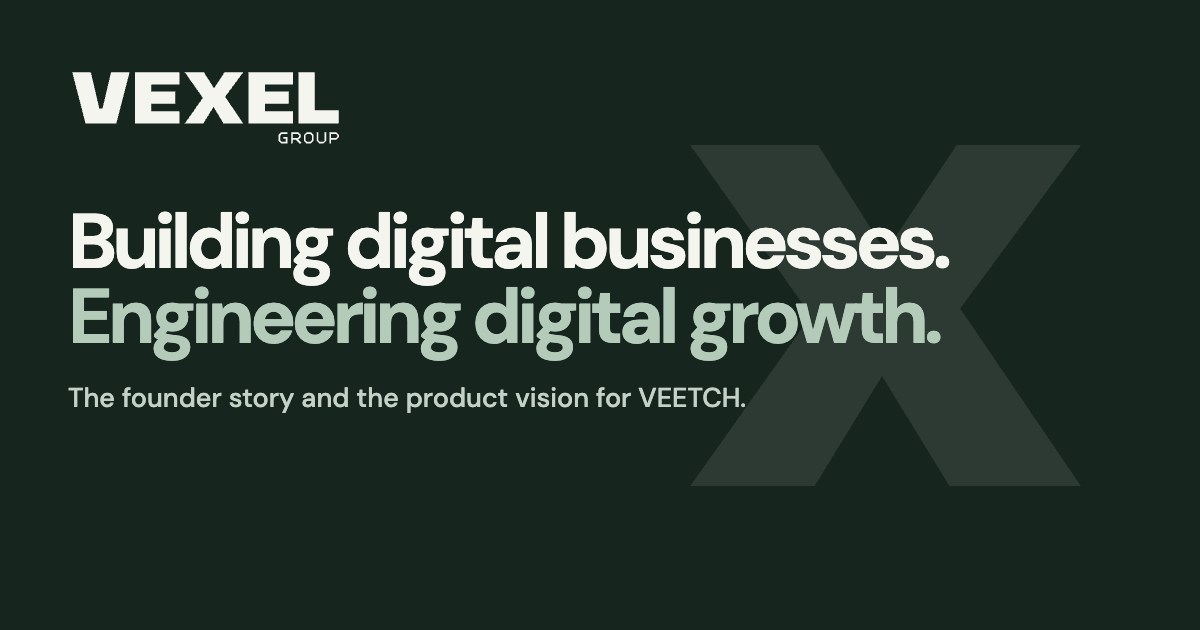 VEXEL
GROUP
Building digital businesses.
Engineering digital growth.
The founder story and the product vision for VEETCH.
X